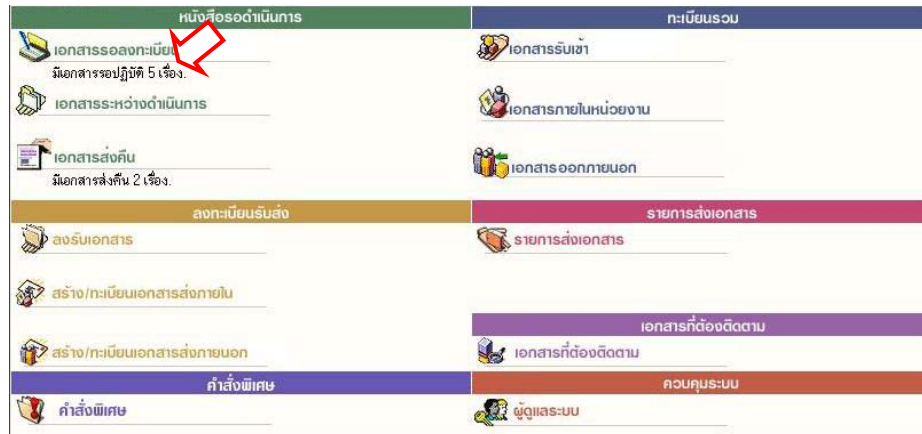 หนังสือรอดำเนินการ
เอกสารรอลงทะเบียน
มีเอกสารรอปฏิบัติ 5 เรื่อง.
เอกสารระหว่างดำเนินการ
เอกสารส่งคืน
มีเอกสารส่งคืน 2 เรื่อง.
ทะเบียนรวม
เอกสารรับเข้า
เอกสารภายในหน่วยงาน
เอกสารออกภายนอก
ลงทะเบียนรับส่ง
ลงรับเอกสาร
สร้าง/ทะเบียนเอกสารส่งภายใน
สร้าง/ทะเบียนเอกสารส่งภายนอก
รายการส่งเอกสาร
รายการส่งเอกสาร
เอกสารที่ต้องติดตาม
เอกสารที่ต้องติดตาม
คำสั่งพิเศษ
คำสั่งพิเศษ
ควบคุมระบบ
ผู้ดูแลระบบ